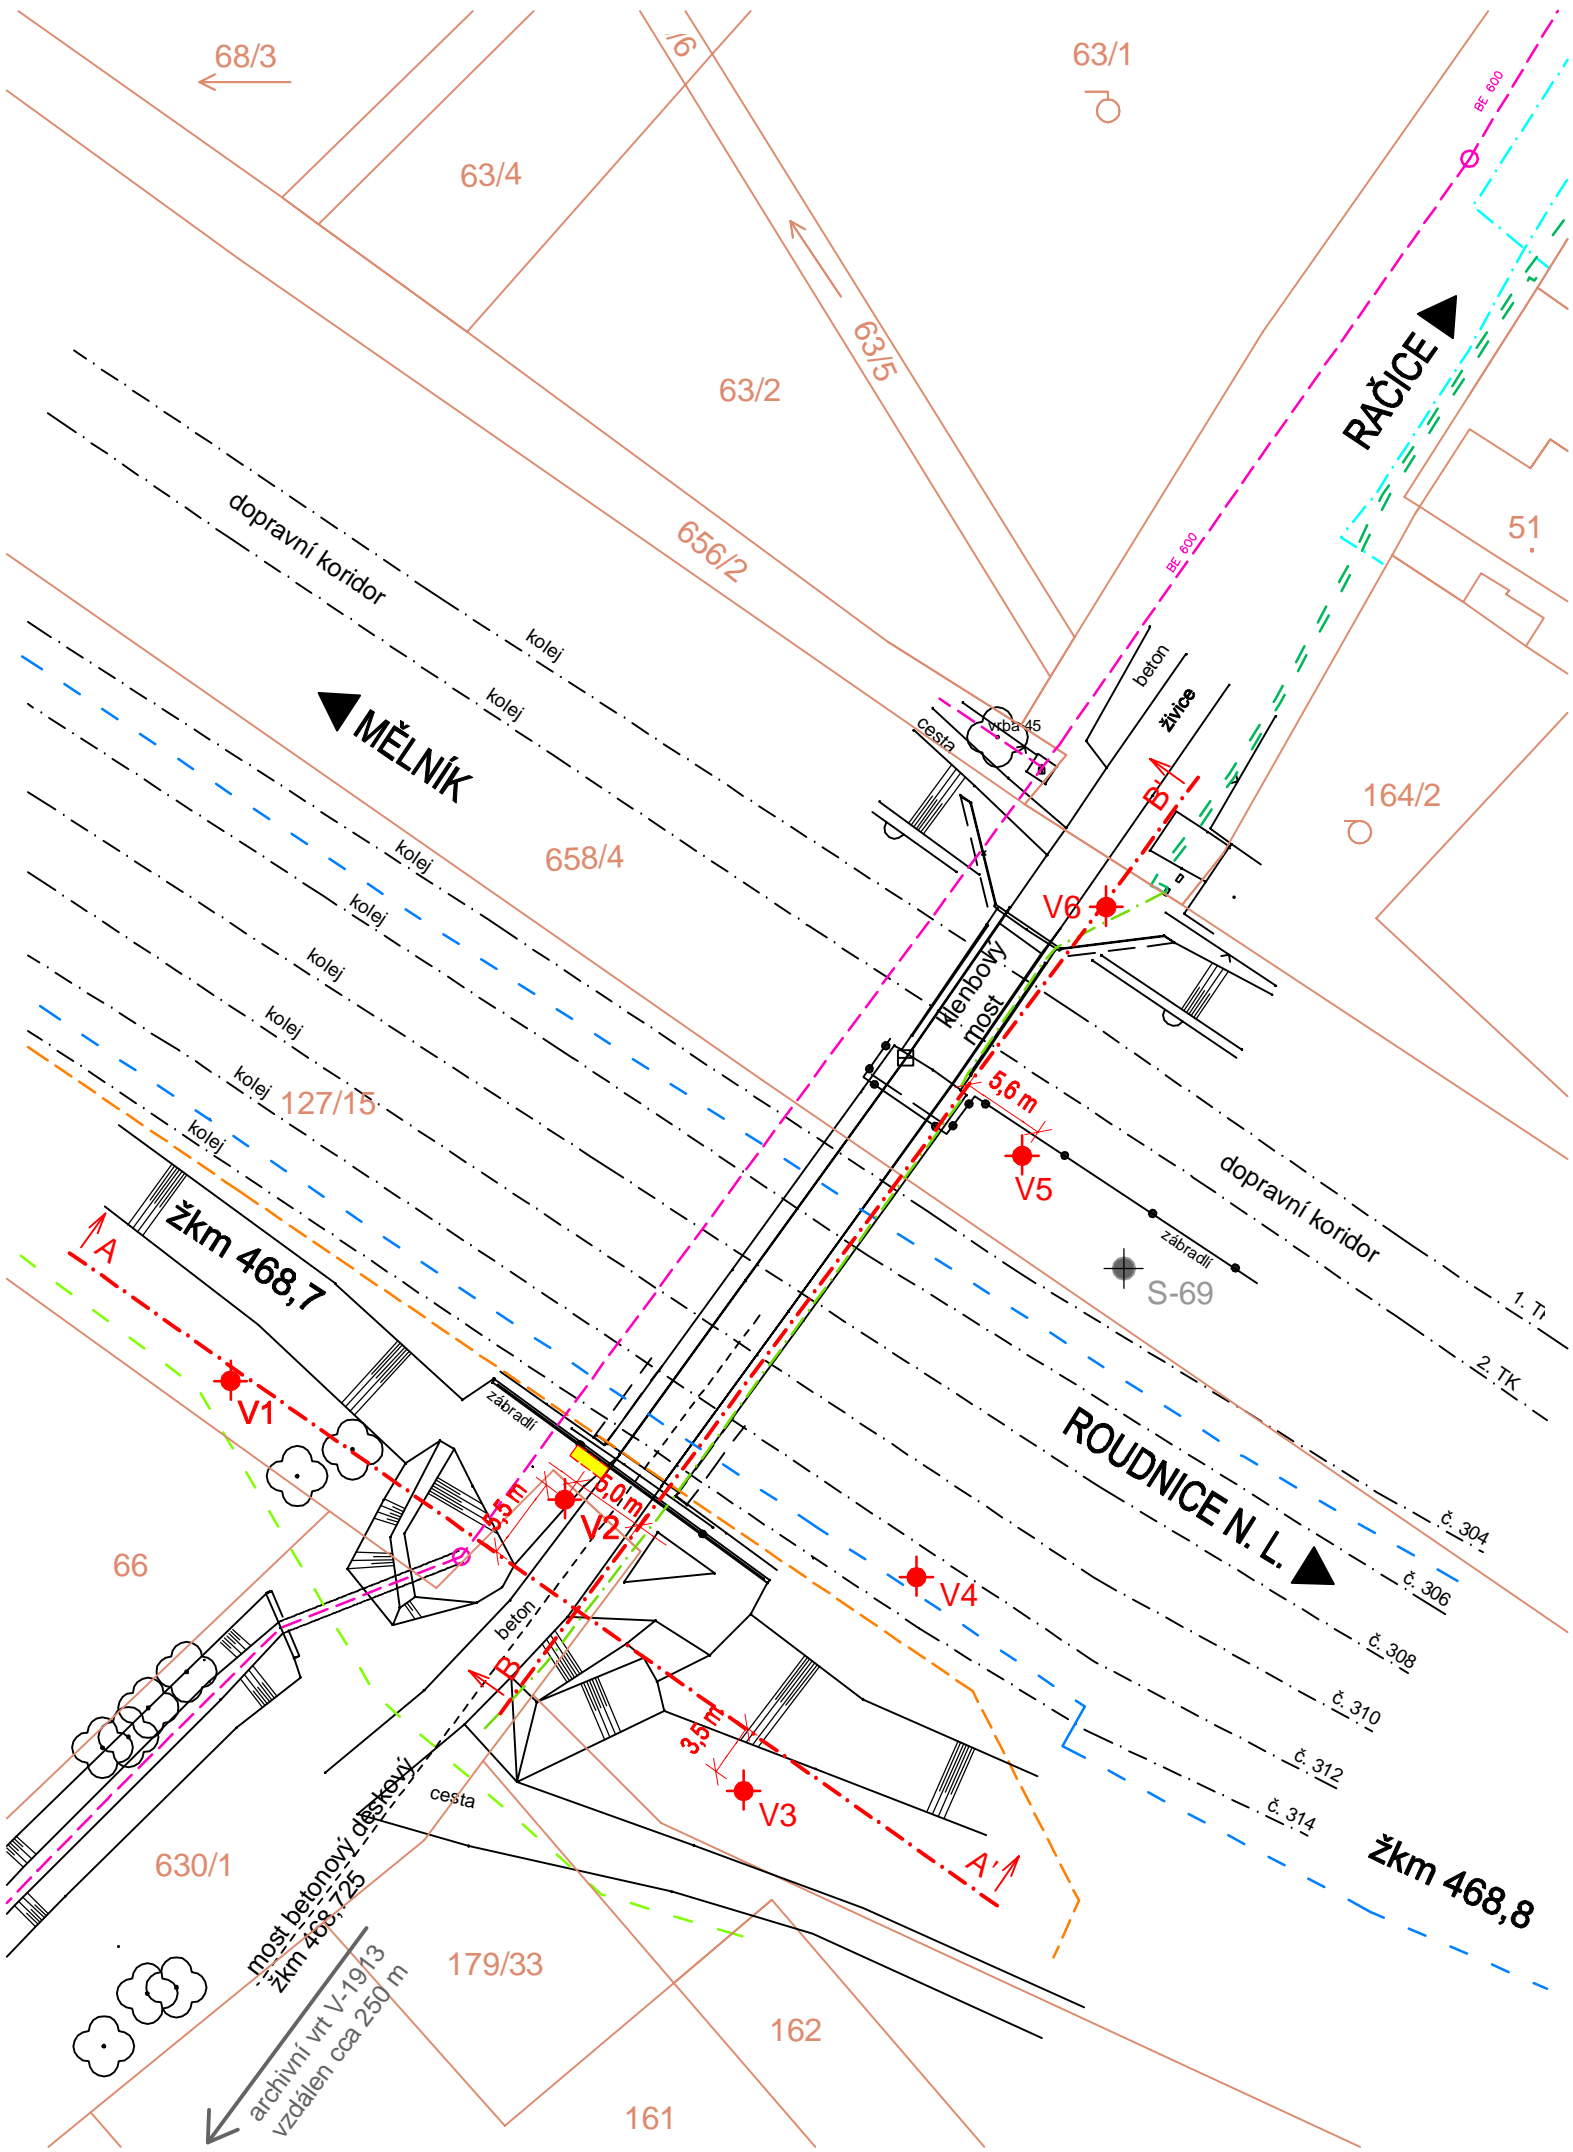 68/3
/6
63/1
BE 600
63/4
63/5
63/2
RAČICE
51
656/2
dopravní koridor
BE 600
kolej
kolej
beton
živice
MĚLNÍK
vrba 45
cesta
B'
164/2
kolej
658/4
kolej
V6
kolej
klenbový
most
kolej
kolej
127/15
kolej
5,6 m
V5
dopravní koridor
zábradlí
S-69
žkm 468,7
A
1. T
2. TK
V1
zábradlí
ROUDNICE N. L.
5,5 m
5,0 m
V2
č. 304
66
V4
č. 306
beton
č. 308
B
č. 310
3,5 m
č. 312
most betonový deskový
žkm 468,725
cesta
V3
č. 314
A'
žkm 468,8
630/1
179/33
archivní vrt V-1913
vzdálen cca 250 m
162
161